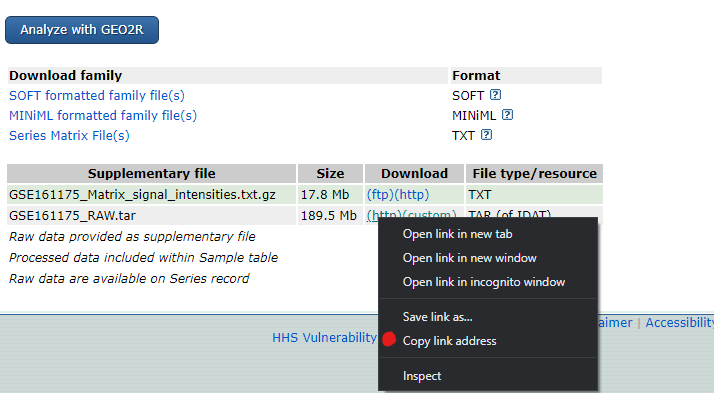 Analyze with GEO2R
Download family Format
SOFT formatted family file(s) SOFT ?
MINiML formatted family file(s) MINiML ?
Series Matrix File(s) TXT ?
Supplementary file Size Download File type/resource
GSE161175_Matrix_signal_intensities.txt.gz 17.8 Mb (ftp)(http) TXT
GSE161175_RAW.tar 189.5 Mb (http)(custom) TAR (of IDAT)
Raw data provided as supplementary file
Processed data included within Sample table
Raw data are available on Series record
Open link in new tab
Open link in new window
Open link in incognito window
Save link as...
Copy link address
Inspect
HHS Vulnerability
aimer | Accessibility